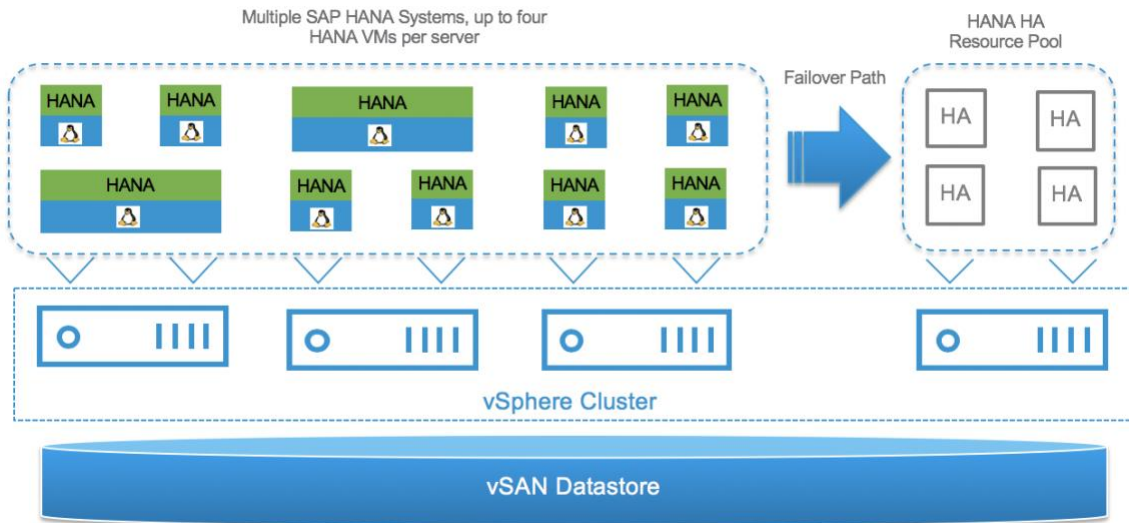 Multiple SAP HANA Systems, up to four
HANA VMs per server
HANA HA
Resource Pool
Failover Path
HANA
HANA
HANA
HANA
HANA
HA
HA
HANA
HANA
HANA
HANA
HANA
HA
HA
vSphere Cluster
vSAN Datastore